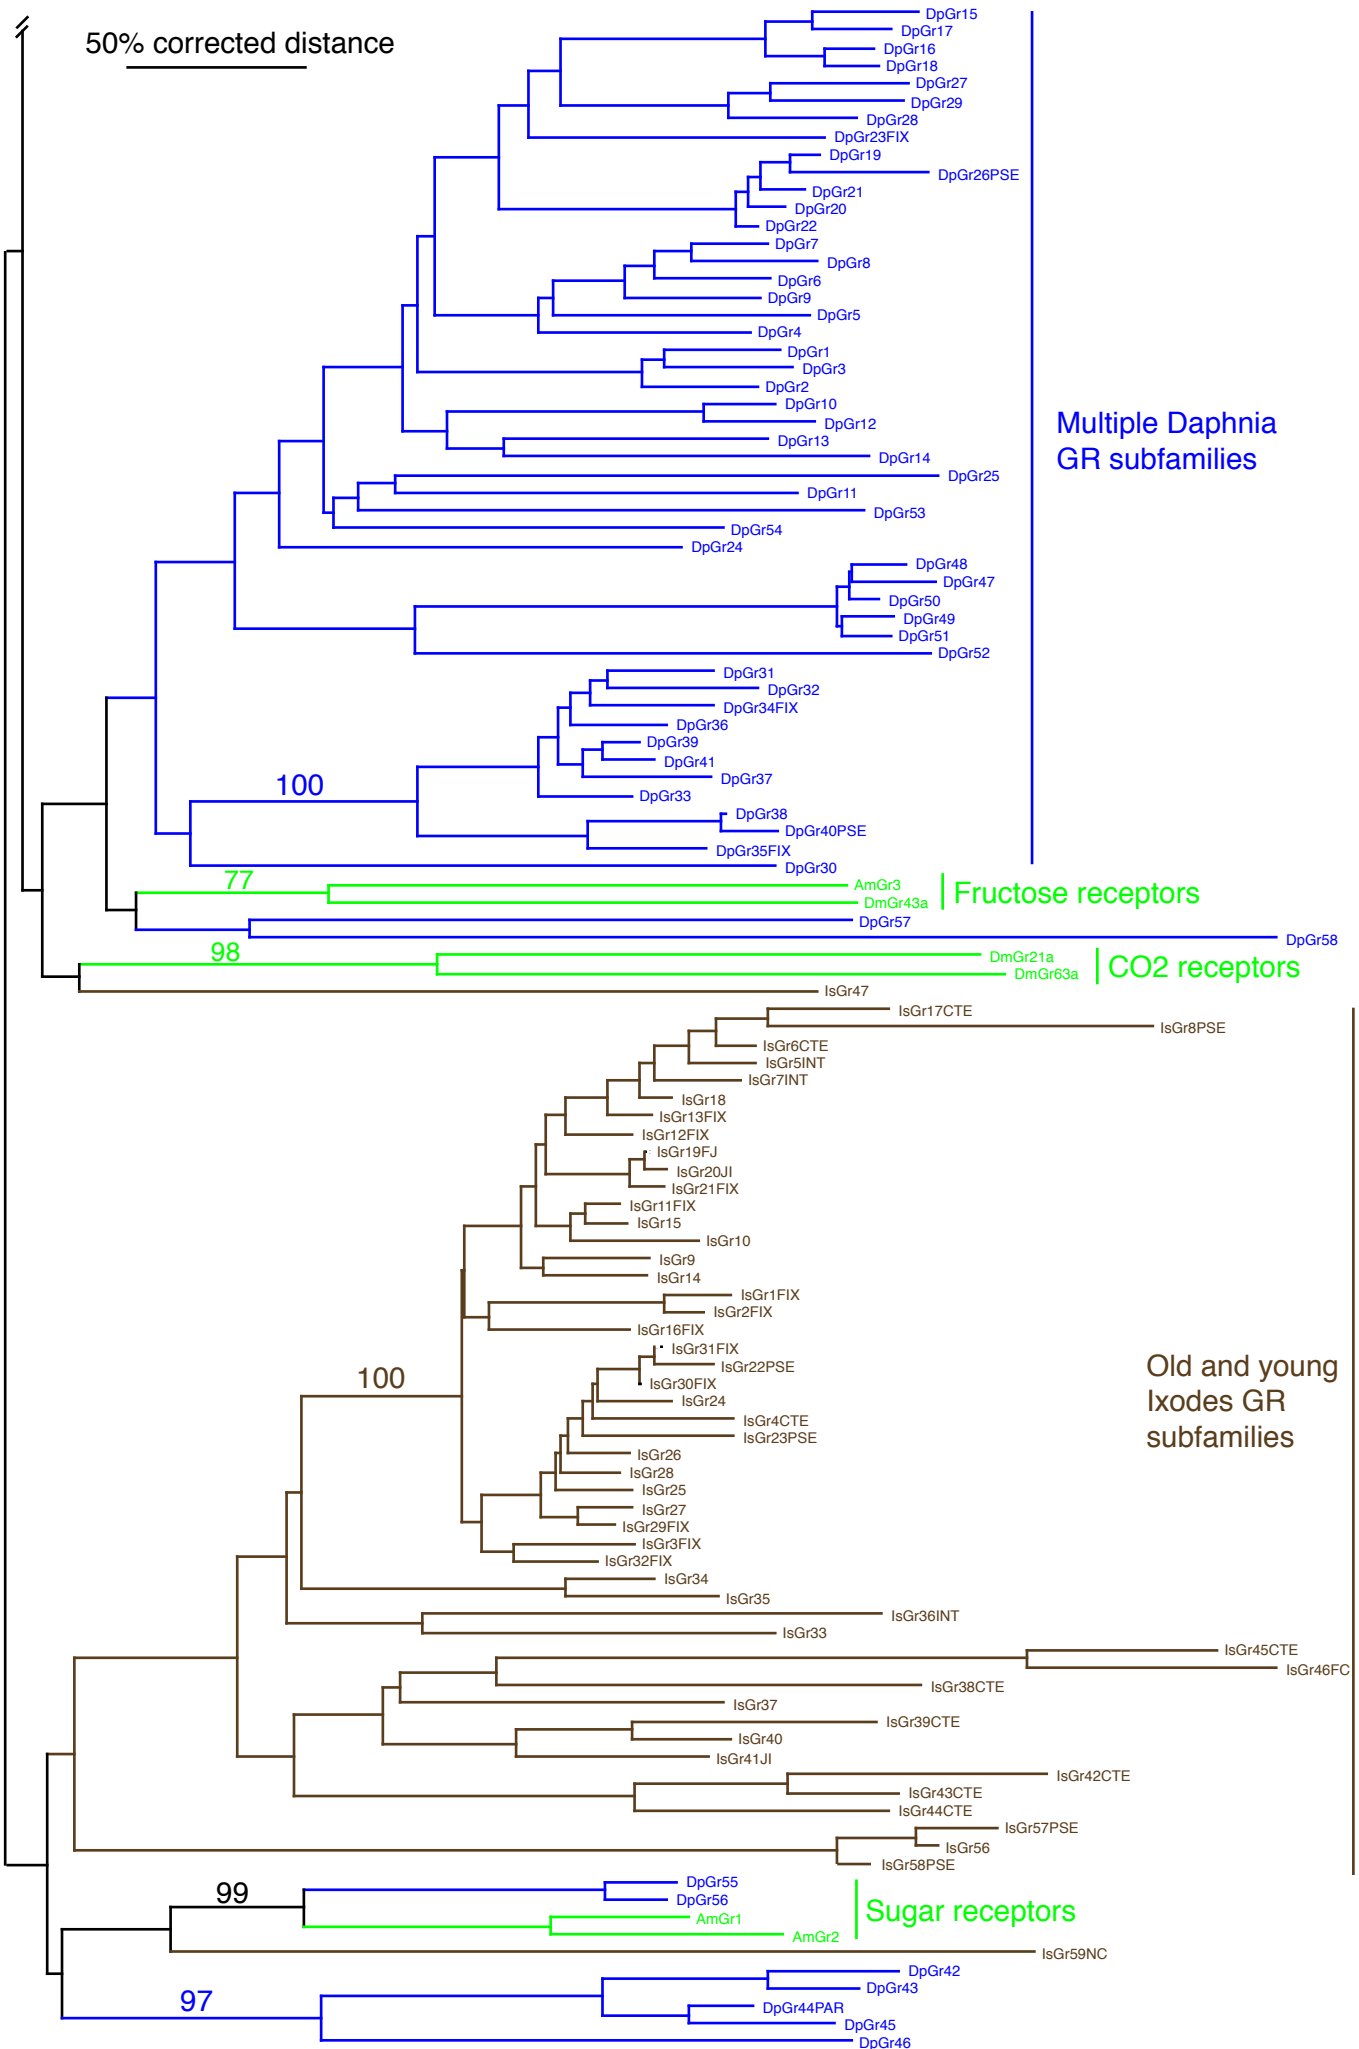 50% corrected distance
DpGr15
DpGr17
DpGr16
DpGr18
DpGr27
DpGr29
DpGr28
DpGr23FIX
DpGr19
DpGr26PSE
DpGr21
DpGr20
DpGr22
DpGr7
DpGr8
DpGr6
DpGr9
DpGr5
DpGr4
DpGr1
DpGr3
DpGr2
DpGr10
DpGr12
DpGr13
DpGr14
Multiple Daphnia
GR subfamilies
DpGr25
DpGr11
DpGr53
DpGr54
DpGr24
DpGr48
DpGr47
DpGr50
DpGr49
DpGr51
DpGr52
DpGr31
DpGr32
DpGr34FIX
DpGr36
DpGr39
DpGr41
DpGr37
100
DpGr33
DpGr38
DpGr40PSE
DpGr35FIX
DpGr30
77
AmGr3
DmGr43a
Fructose receptors
DpGr57
DpGr58
98
DmGr21a
DmGr63a
CO2 receptors
IsGr47
IsGr17CTE
IsGr8PSE
IsGr6CTE
IsGr5INT
IsGr7INT
IsGr18
IsGr13FIX
IsGr12FIX
IsGr19FJ
IsGr20JI
IsGr21FIX
IsGr11FIX
IsGr15
IsGr10
IsGr9
IsGr14
IsGr1FIX
IsGr2FIX
IsGr16FIX
IsGr31FIX
IsGr22PSE
100
IsGr30FIX
IsGr24
IsGr4CTE
IsGr23PSE
Old and young
Ixodes GR
subfamilies
IsGr26
IsGr28
IsGr25
IsGr27
IsGr29FIX
IsGr3FIX
IsGr32FIX
IsGr34
IsGr35
IsGr36INT
IsGr33
IsGr45CTE
IsGr46FC
IsGr38CTE
IsGr37
IsGr39CTE
IsGr40
IsGr41JI
IsGr42CTE
IsGr43CTE
IsGr44CTE
IsGr57PSE
IsGr56
IsGr58PSE
99
DpGr55
DpGr56
AmGr1
AmGr2
Sugar receptors
IsGr59NC
97
DpGr42
DpGr43
DpGr44PAR
DpGr45
DpGr46